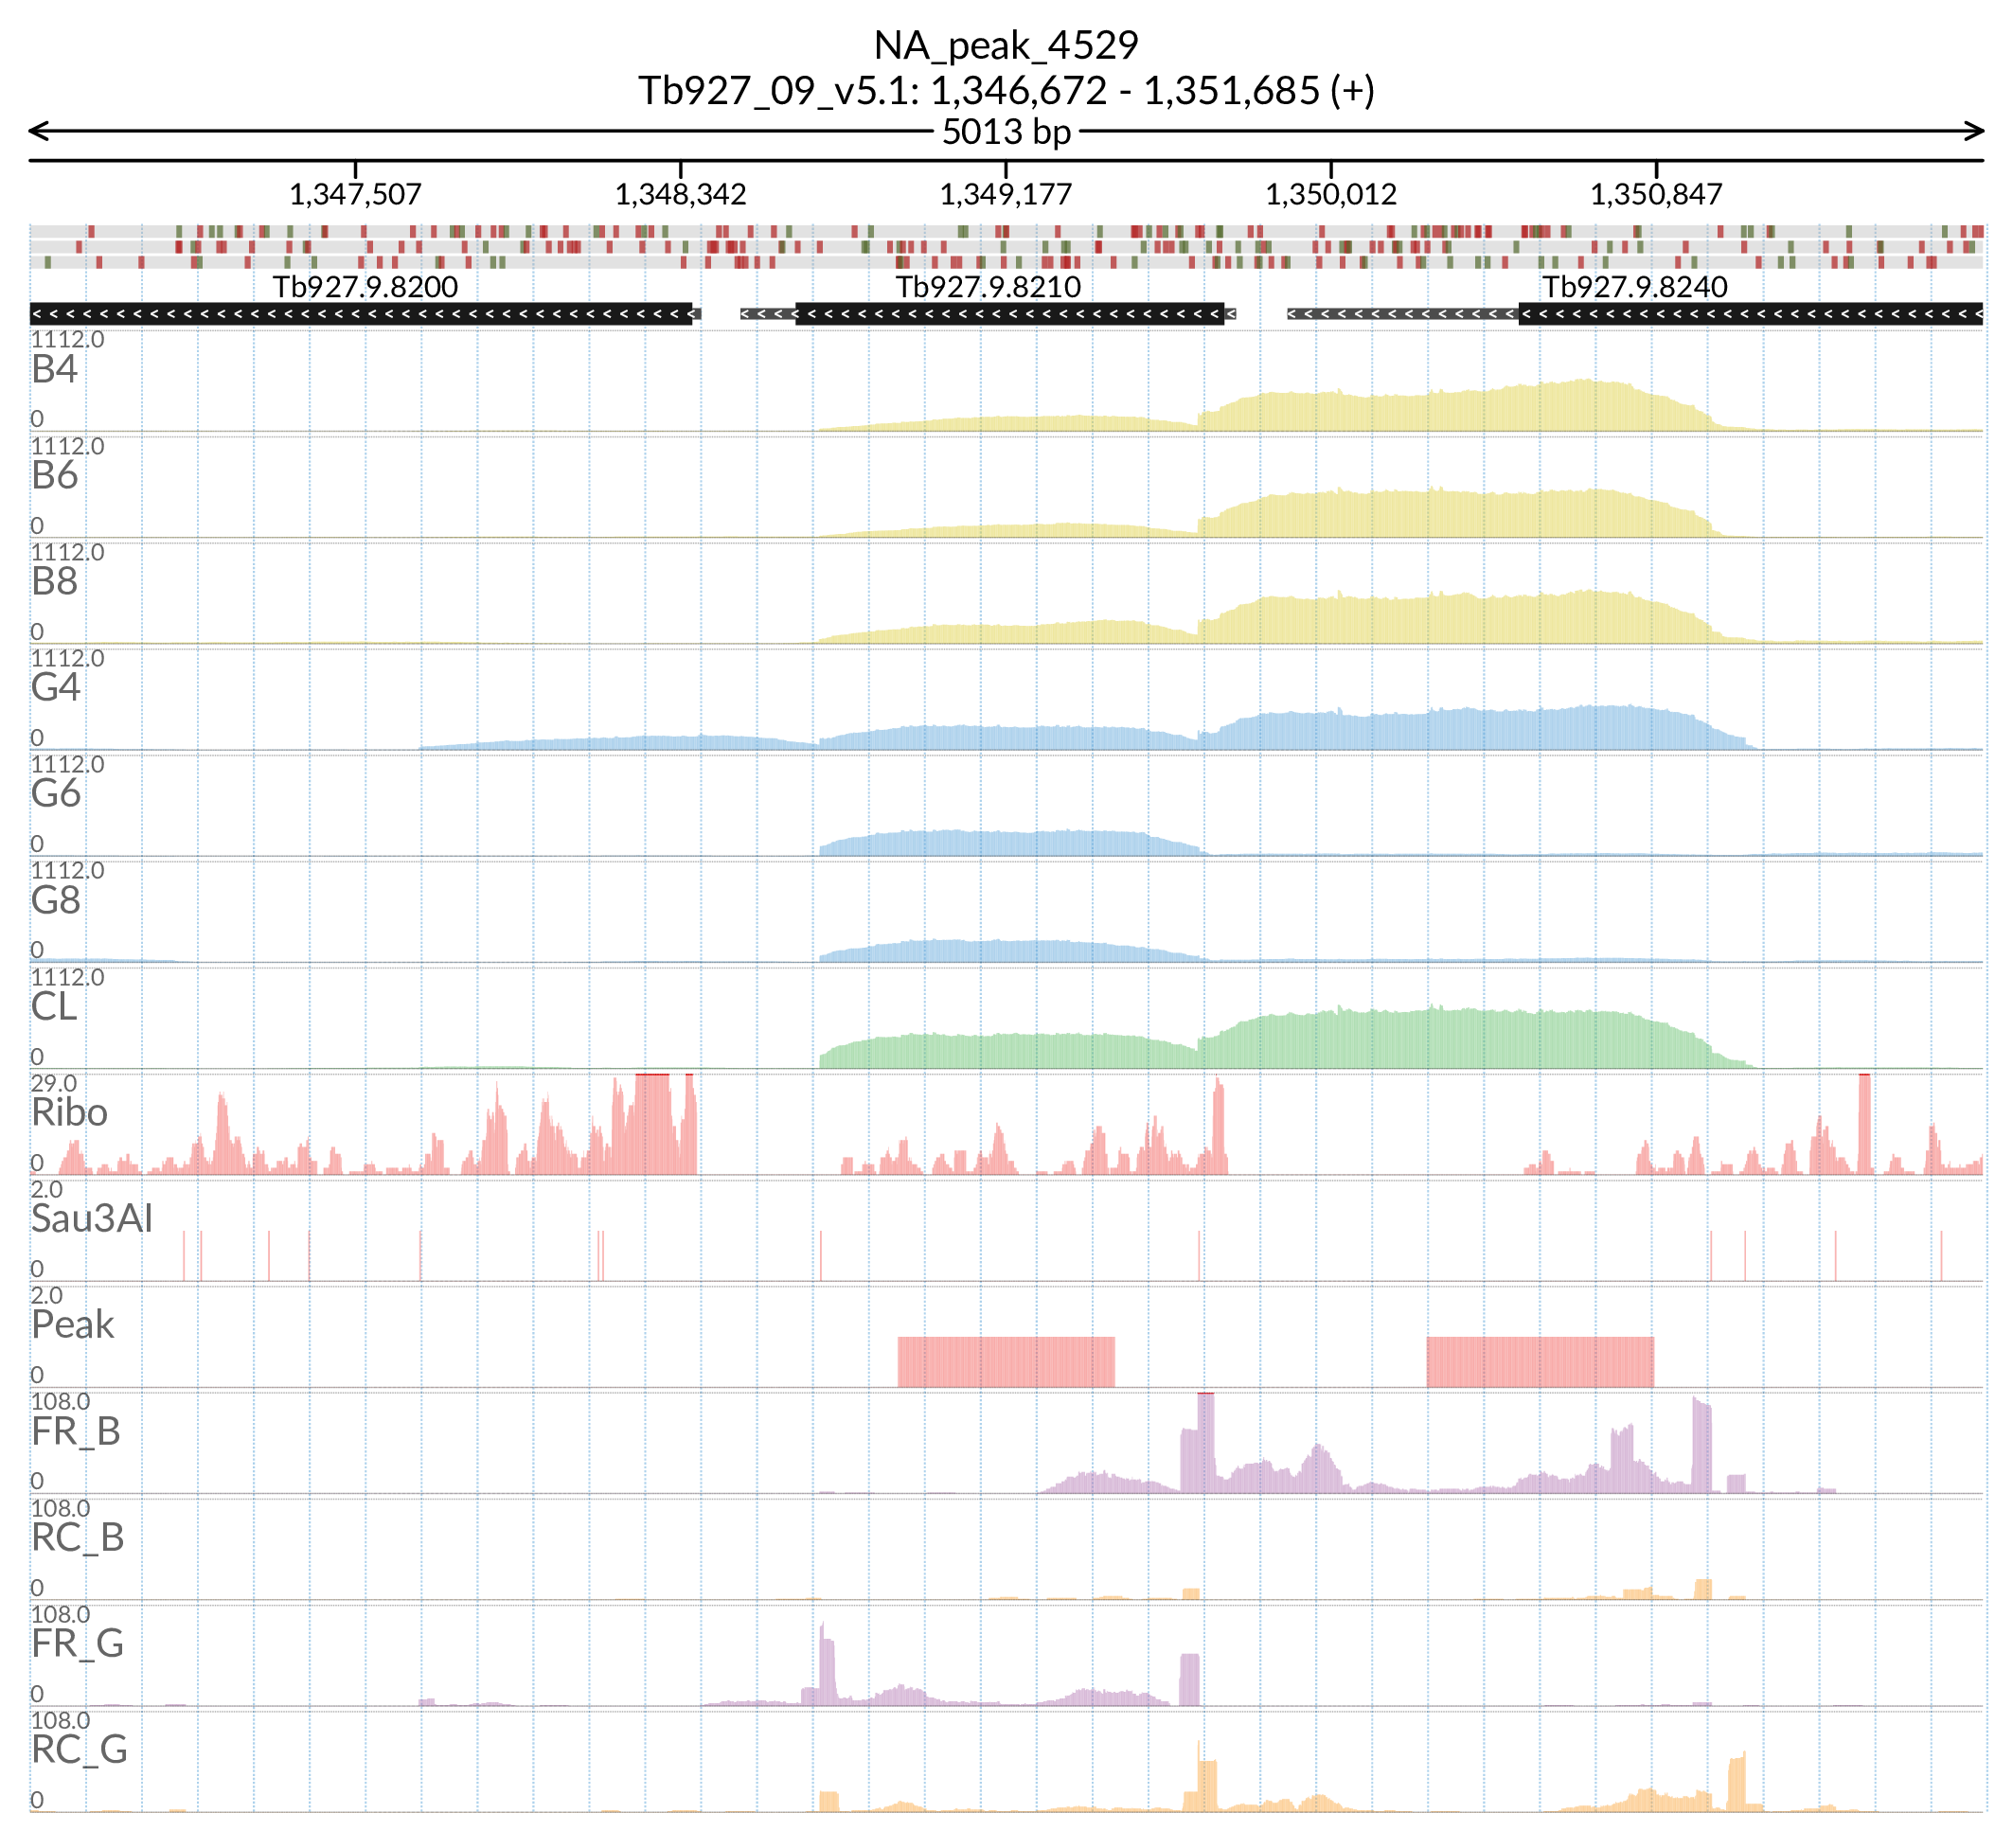 NA_peak_4529
Tb927_09_v5.1: 1,346,672 - 1,351,685 (+)
5013 bp
1,347,507 1,348,342 1,349,177 1,350,012 1,350,847
Tb927.9.8200 Tb927.9.8210 Tb927.9.8240
1112.0
B4
0
1112.0
B6
0
1112.0
B8
0
1112.0
G4
0
1112.0
G6
0
1112.0
G8
0
1112.0
CL
0
29.0
Ribo
0
2.0
Sau3AI
0
2.0
Peak
0
108.0
FR_B
0
108.0
RC_B
0
108.0
FR_G
0
108.0
RC_G
0